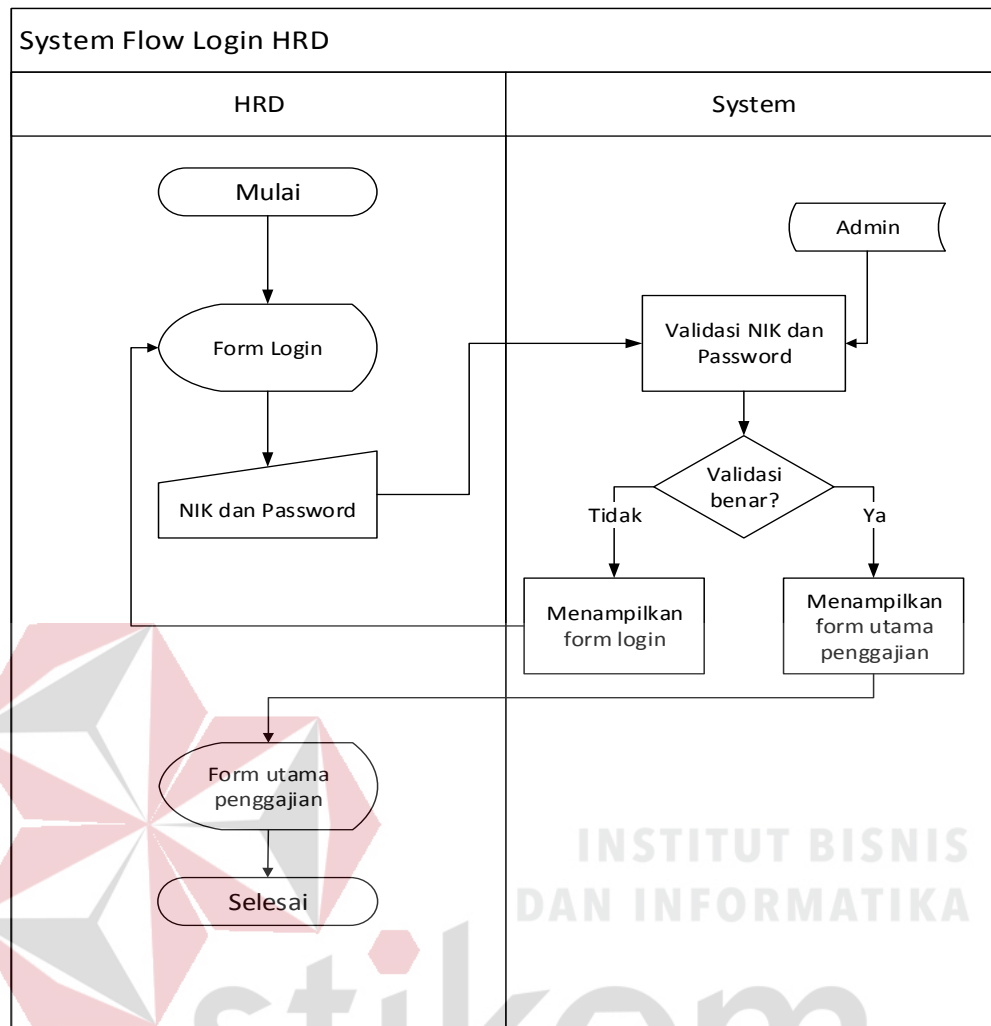 System Flow Login HRD
HRD
System
Mulai
Admin
Form Login
Validasi NIK dan
Password
NIK dan Password
Validasi
benar?
Tidak
Ya
Menampilkan
form login
Menampilkan
form utama
penggajian
Form utama
penggajian
Selesai
INSTITUT BISNIS
DAN INFORMATIKA
stikom